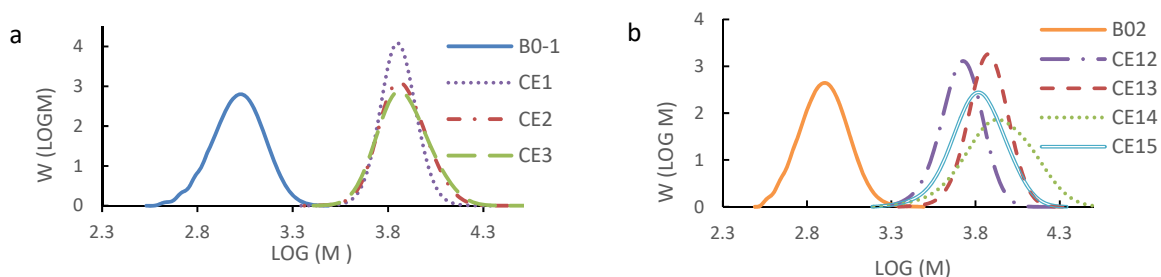 a
W (LOGM)
4
3
2
1
0
2.3 2.8 3.3 3.8 4.3
LOG (M )
B0-1
CE1
CE2
CE3
b
W (LOG M)
4
3
2
1
0
2.3 2.8 3.3 3.8 4.3
LOG (M)
B02
CE12
CE13
CE14
CE15